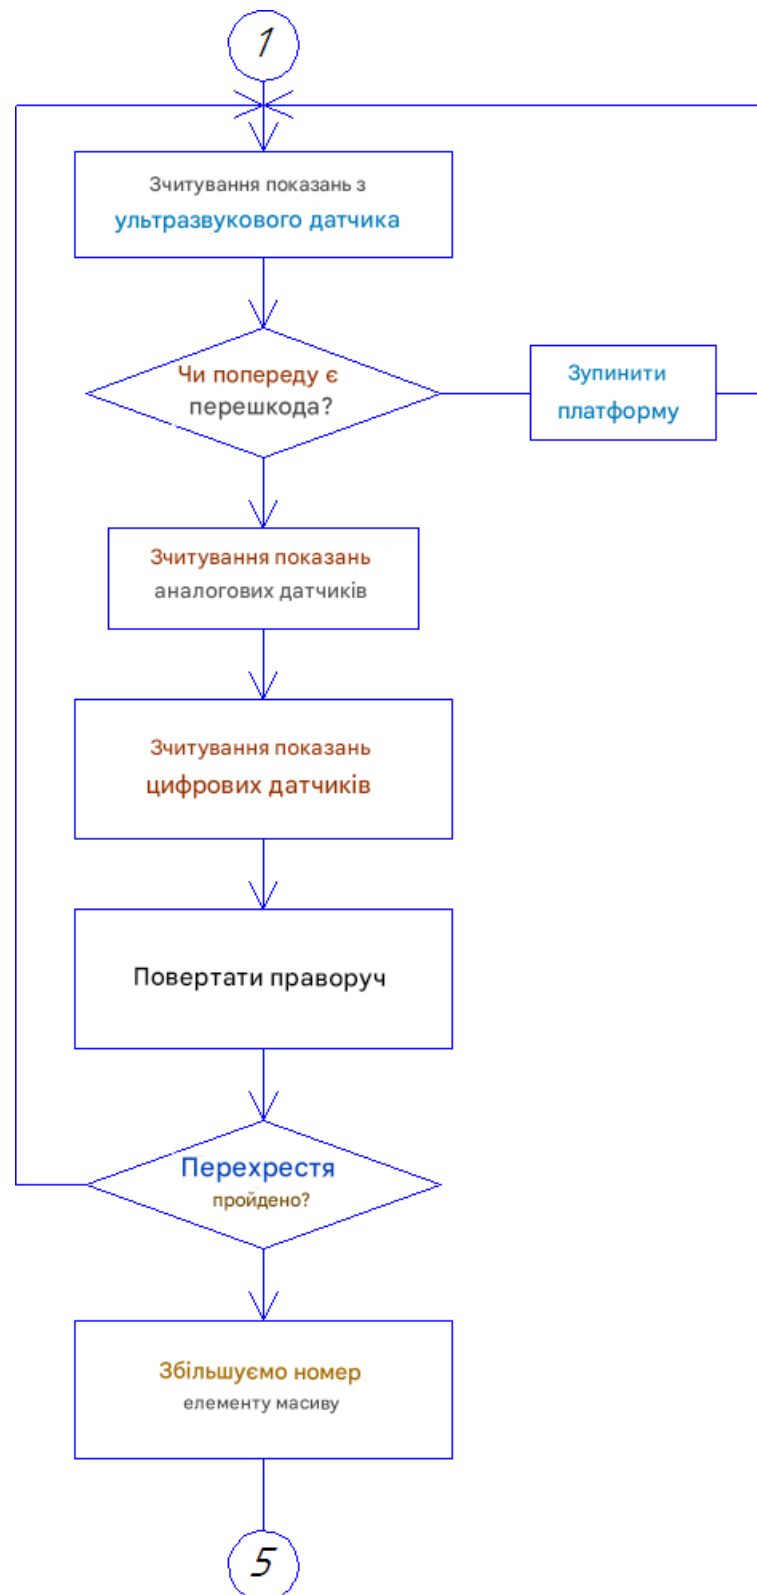 1
Зчитування показань з
ультразвукового датчика
Чи попереду є
перешкода?
Зупинити
платформу
Зчитування показань
аналогових датчиків
Зчитування показань
цифрових датчиків
Повертати праворуч
Перехрестя
пройдено?
Збільшуємо номер
елементу масиву
5